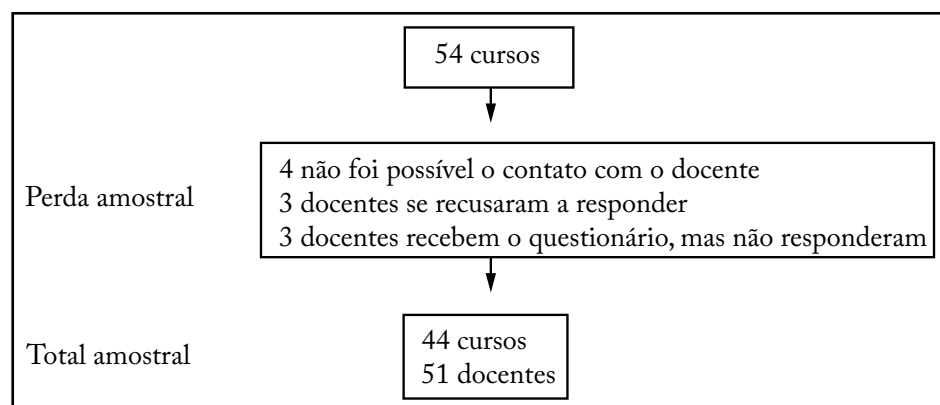 54 cursos
Perda amostral
4 não foi possível o contato com o docente
3 docentes se recusaram a responder
3 docentes recebem o questionário, mas não responderam
Total amostral
44 cursos
51 docentes